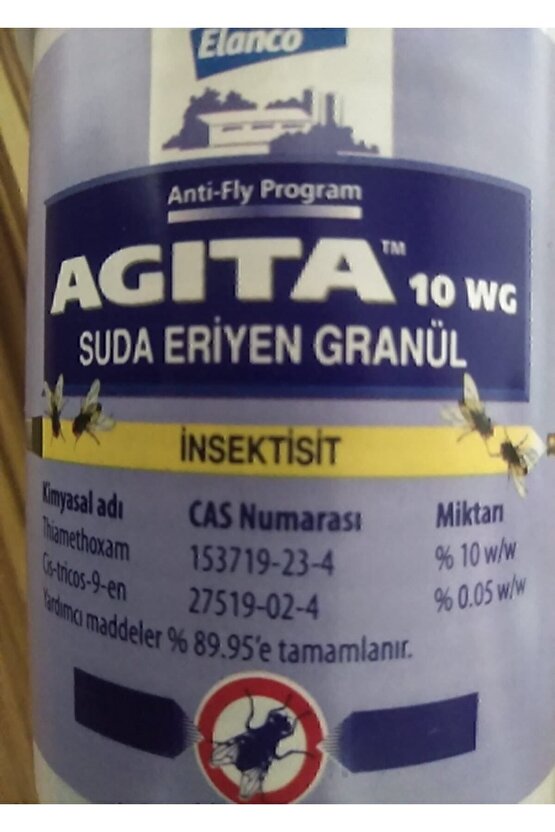 Elanco
Anti-Fly Program
AGITA™ 10 WG
SUDA ERİYEN GRANÜL
İNSEKTİSİT
Kimyasal adı CAS Numarası Miktarı
Thiamethoxam 153719-23-4 % 10 w/w
Cis-tricos-9-en 27519-02-4 % 0.05 w/w
Yardımcı maddeler % 89.95'e tamamlanır.